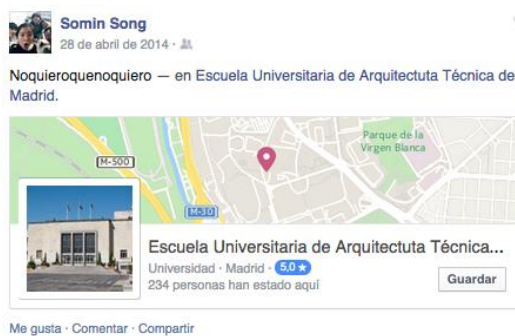 Somin Song
28 de abril de 2014 ·
Noquieroquenoquiero — en Escuela Universitaria de Arquitectuta Técnica de
Madrid.
Parque de la
Virgen Blanca
M-500
M-30
Escuela Universitaria de Arquitectuta Técnica...
Universidad · Madrid · 5,0 ★
234 personas han estado aquí
Guardar
Me gusta · Comentar · Compartir